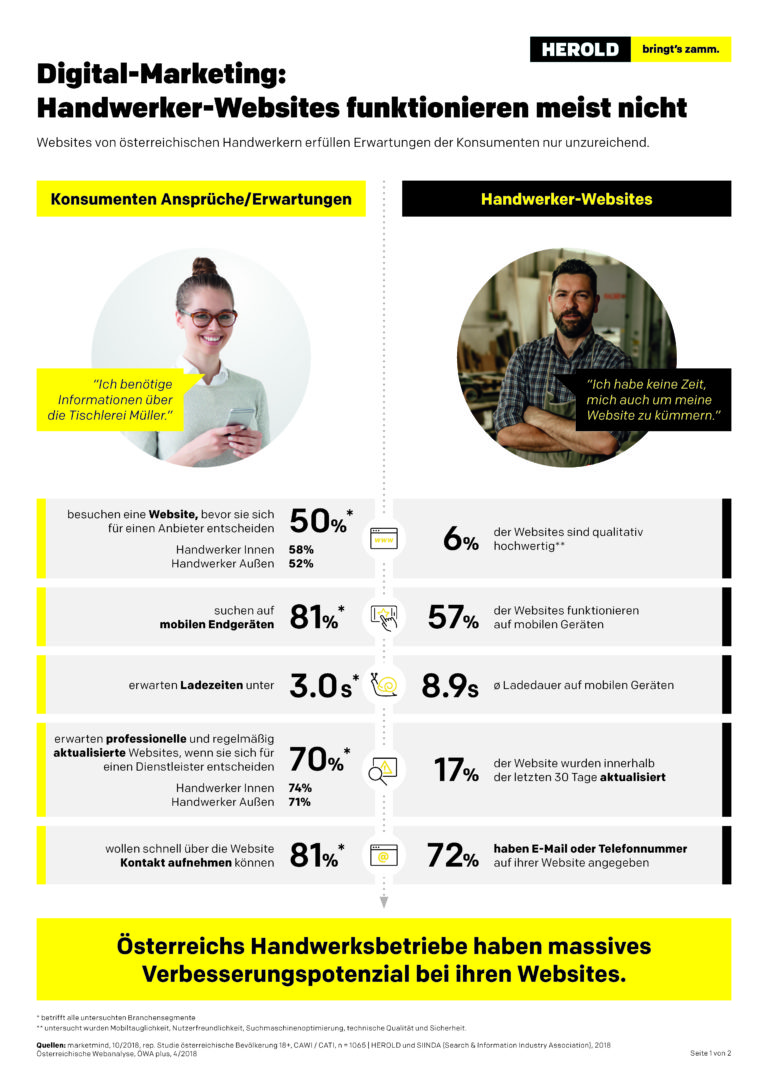 HEROLD bringt's zamm.
Digital-Marketing:
Handwerker-Websites funktionieren meist nicht
Websites von österreichischen Handwerkern erfüllen Erwartungen der Konsumenten nur unzureichend.
Konsumenten Ansprüche/Erwartungen
Handwerker-Websites
"Ich benötige
Informationen über
die Tischlerei Müller."
"Ich habe keine Zeit,
mich auch um meine
Website zu kümmern."
besuchen eine Website, bevor sie sich
für einen Anbieter entscheiden
50%*
Handwerker Innen 58%
Handwerker Außen 52%
www
6%
der Websites sind qualitativ
hochwertig**
suchen auf
mobilen Endgeräten
81%*
57%
der Websites funktionieren
auf mobilen Geräten
erwarten Ladezeiten unter
3.0s*
8.9s
ø Ladedauer auf mobilen Geräten
erwarten professionelle und regelmäßig
aktualisierte Websites, wenn sie sich für
einen Dienstleister entscheiden
70%*
Handwerker Innen 74%
Handwerker Außen 71%
17%
der Website wurden innerhalb
der letzten 30 Tage aktualisiert
wollen schnell über die Website
Kontakt aufnehmen können
81%*
@
72%
haben E-Mail oder Telefonnummer
auf ihrer Website angegeben
Österreichs Handwerksbetriebe haben massives
Verbesserungspotenzial bei ihren Websites.
* betrifft alle untersuchten Branchensegmente
** untersucht wurden Mobiltauglichkeit, Nutzerfreundlichkeit, Suchmaschinenoptimierung, technische Qualität und Sicherheit.
Quellen: marketmind, 10/2018, rep. Studie österreichische Bevölkerung 18+, CAWI / CATI, n = 1065 | HEROLD und SIINDA (Search & Information Industry Association), 2018
Österreichische Webanalyse, ÖWA plus, 4/2018
Seite 1 von 2